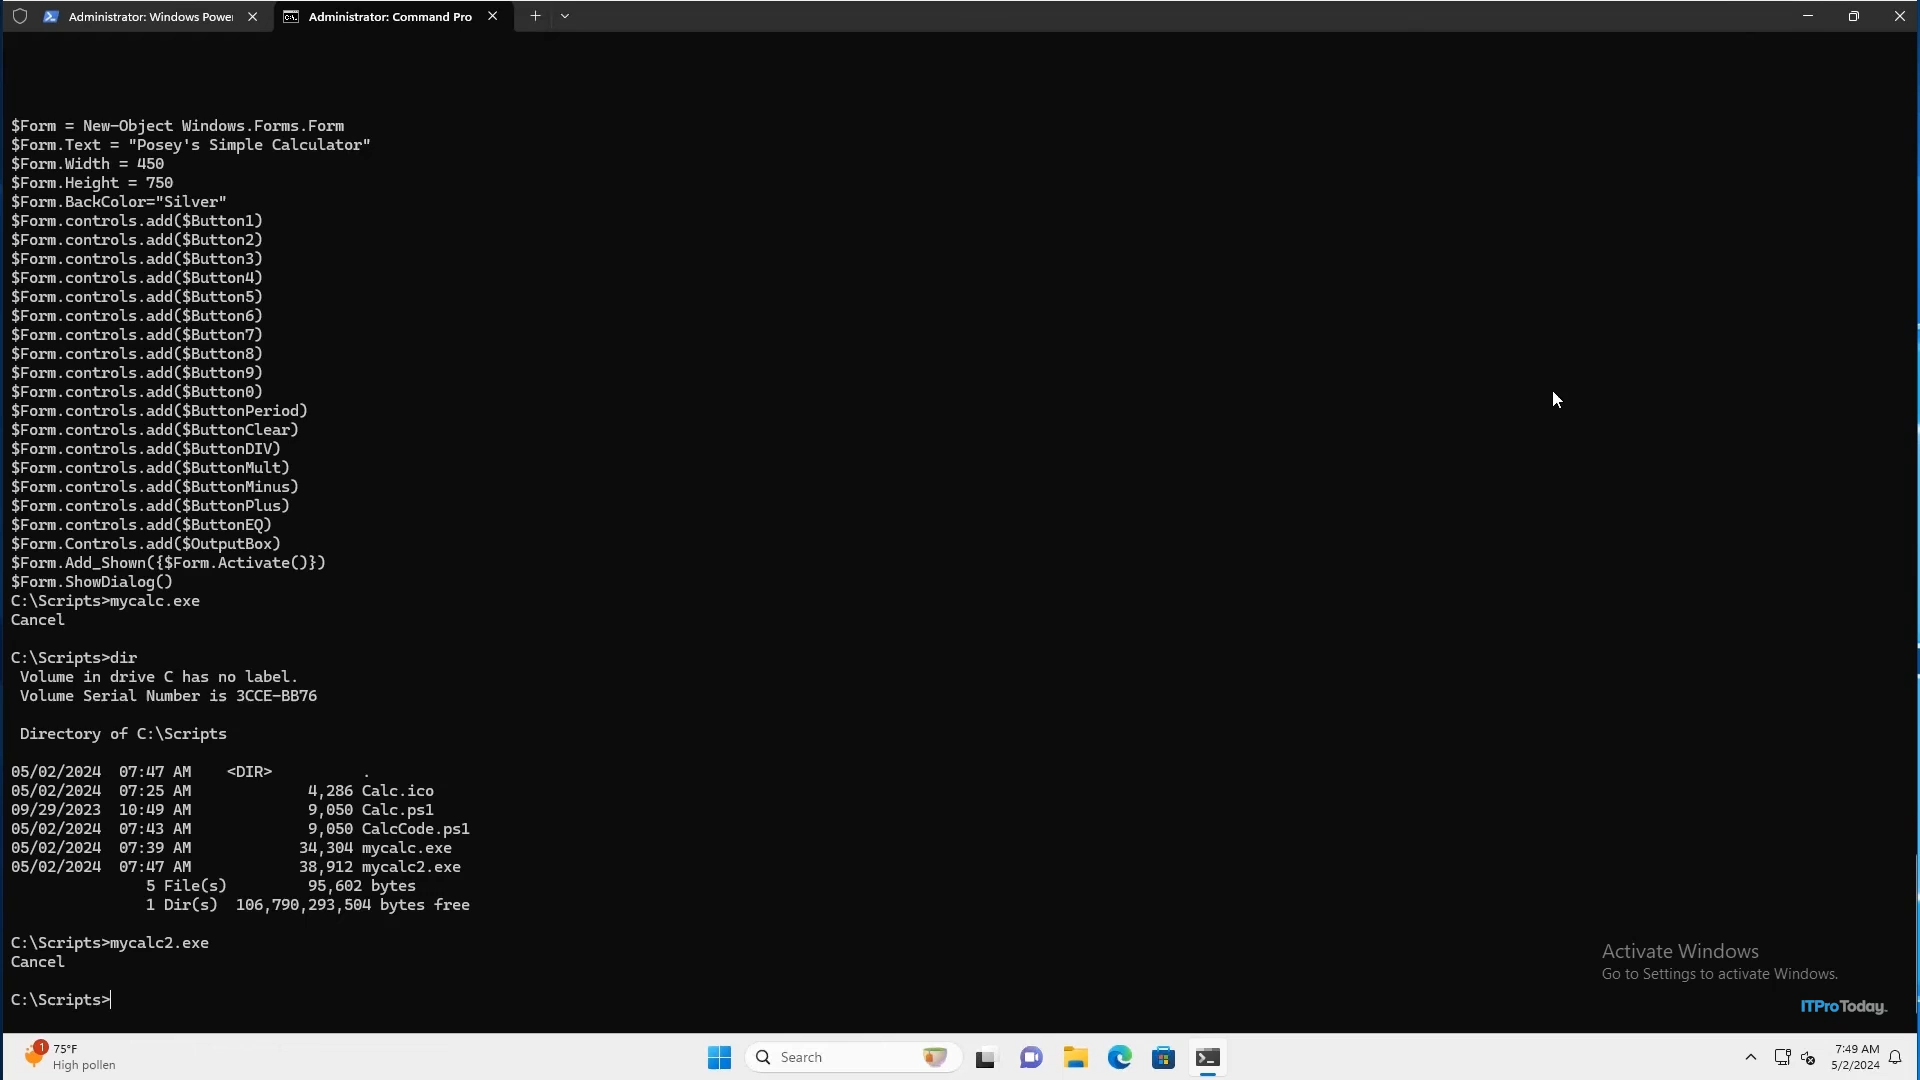 Administrator: Windows Power
Administrator: Command Pro
$Form = New-Object Windows.Forms.Form
$Form.Text = "Posey's Simple Calculator"
$Form.Width = 450
$Form.Height = 750
$Form.BackColor="Silver"
$Form.controls.add($Button1)
$Form.controls.add($Button2)
$Form.controls.add($Button3)
$Form.controls.add($Button4)
$Form.controls.add($Button5)
$Form.controls.add($Button6)
$Form.controls.add($Button7)
$Form.controls.add($Button8)
$Form.controls.add($Button9)
$Form.controls.add($Button0)
$Form.controls.add($ButtonPeriod)
$Form.controls.add($ButtonClear)
$Form.controls.add($ButtonDIV)
$Form.controls.add($ButtonMult)
$Form.controls.add($ButtonMinus)
$Form.controls.add($ButtonPlus)
$Form.controls.add($ButtonEQ)
$Form.Controls.add($OutputBox)
$Form.Add_Shown({$Form.Activate()})
$Form.ShowDialog()
C:\Scripts>mycalc.exe
Cancel
C:\Scripts>dir
Volume in drive C has no label.
Volume Serial Number is 3CCE-BB76
Directory of C:\Scripts
05/02/2024  07:47 AM    <DIR>          .
05/02/2024  07:25 AM             4,286 Calc.ico
09/29/2023  10:49 AM             9,050 Calc.ps1
05/02/2024  07:43 AM             9,050 CalcCode.ps1
05/02/2024  07:39 AM            34,304 mycalc.exe
05/02/2024  07:47 AM            38,912 mycalc2.exe
5 File(s)         95,602 bytes
1 Dir(s)  106,790,293,504 bytes free
C:\Scripts>mycalc2.exe
Cancel
C:\Scripts>
Activate Windows
Go to Settings to activate Windows.
ITProToday.
1
75°F
High pollen
Search
7:49 AM
5/2/2024